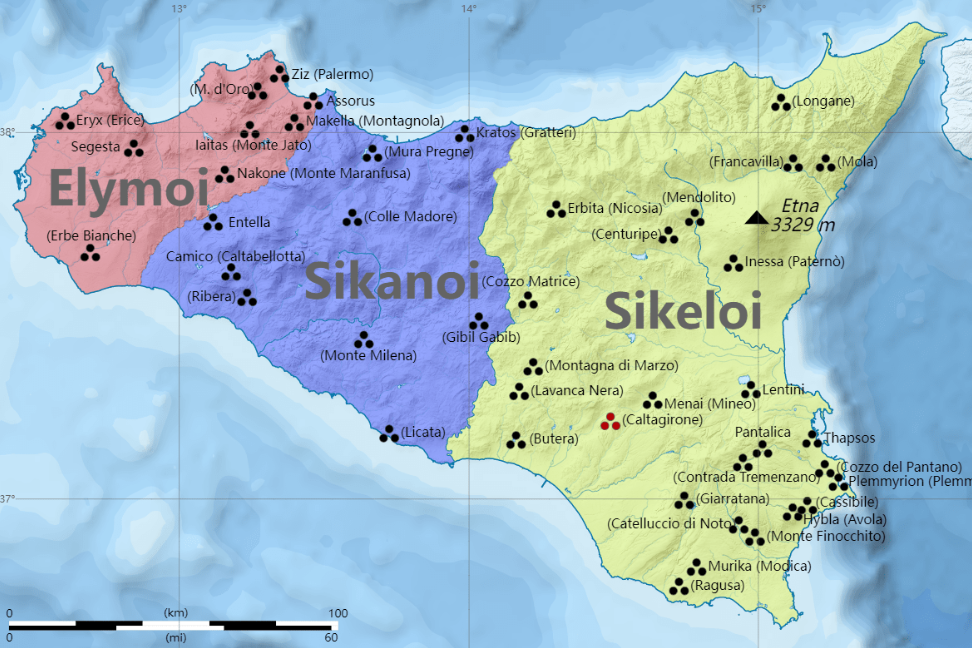 13°
14°
15°
Ziz (Palermo)
(M. d'Oro)
Assorus
Longane)
Eryx (Erice)
Makella (Montagnola)
38°
Kratos (Gratteri)
Segesta
Iaitas (Monte Jato)
(Mura Pregne)
(Francavilla)
(Mola)
Nakone (Monte Maranfusa)
Elymoi
(Mendolito)
Etna
3329 m
Entella
(Colle Madore)
Erbita (Nicosia)
(Erbe Bianche)
(Centuripe)
Camico (Caltabellotta)
Inessa (Paternò)
Sikanoi
(Cozzo Matrice)
(Ribera)
Sikeloi
(Gibil Gabib)
(Monte Milena)
(Montagna di Marzo)
(Lavanca Nera)
Lentini
Menai (Mineo)
(Caltagirone)
(Licata)
(Butera)
Pantalica
Thapsos
(Cozzo del Pantano)
(Contrada Tremenzano)
Plemmyrion (Plemm
37°
(Giarratana)
(Cassibile)
Hybla (Avola)
(Catelluccio di Noto)
(Monte Finocchito)
Murika (Modica)
(Ragusa)
0 (km) 100
0 (mi) 60